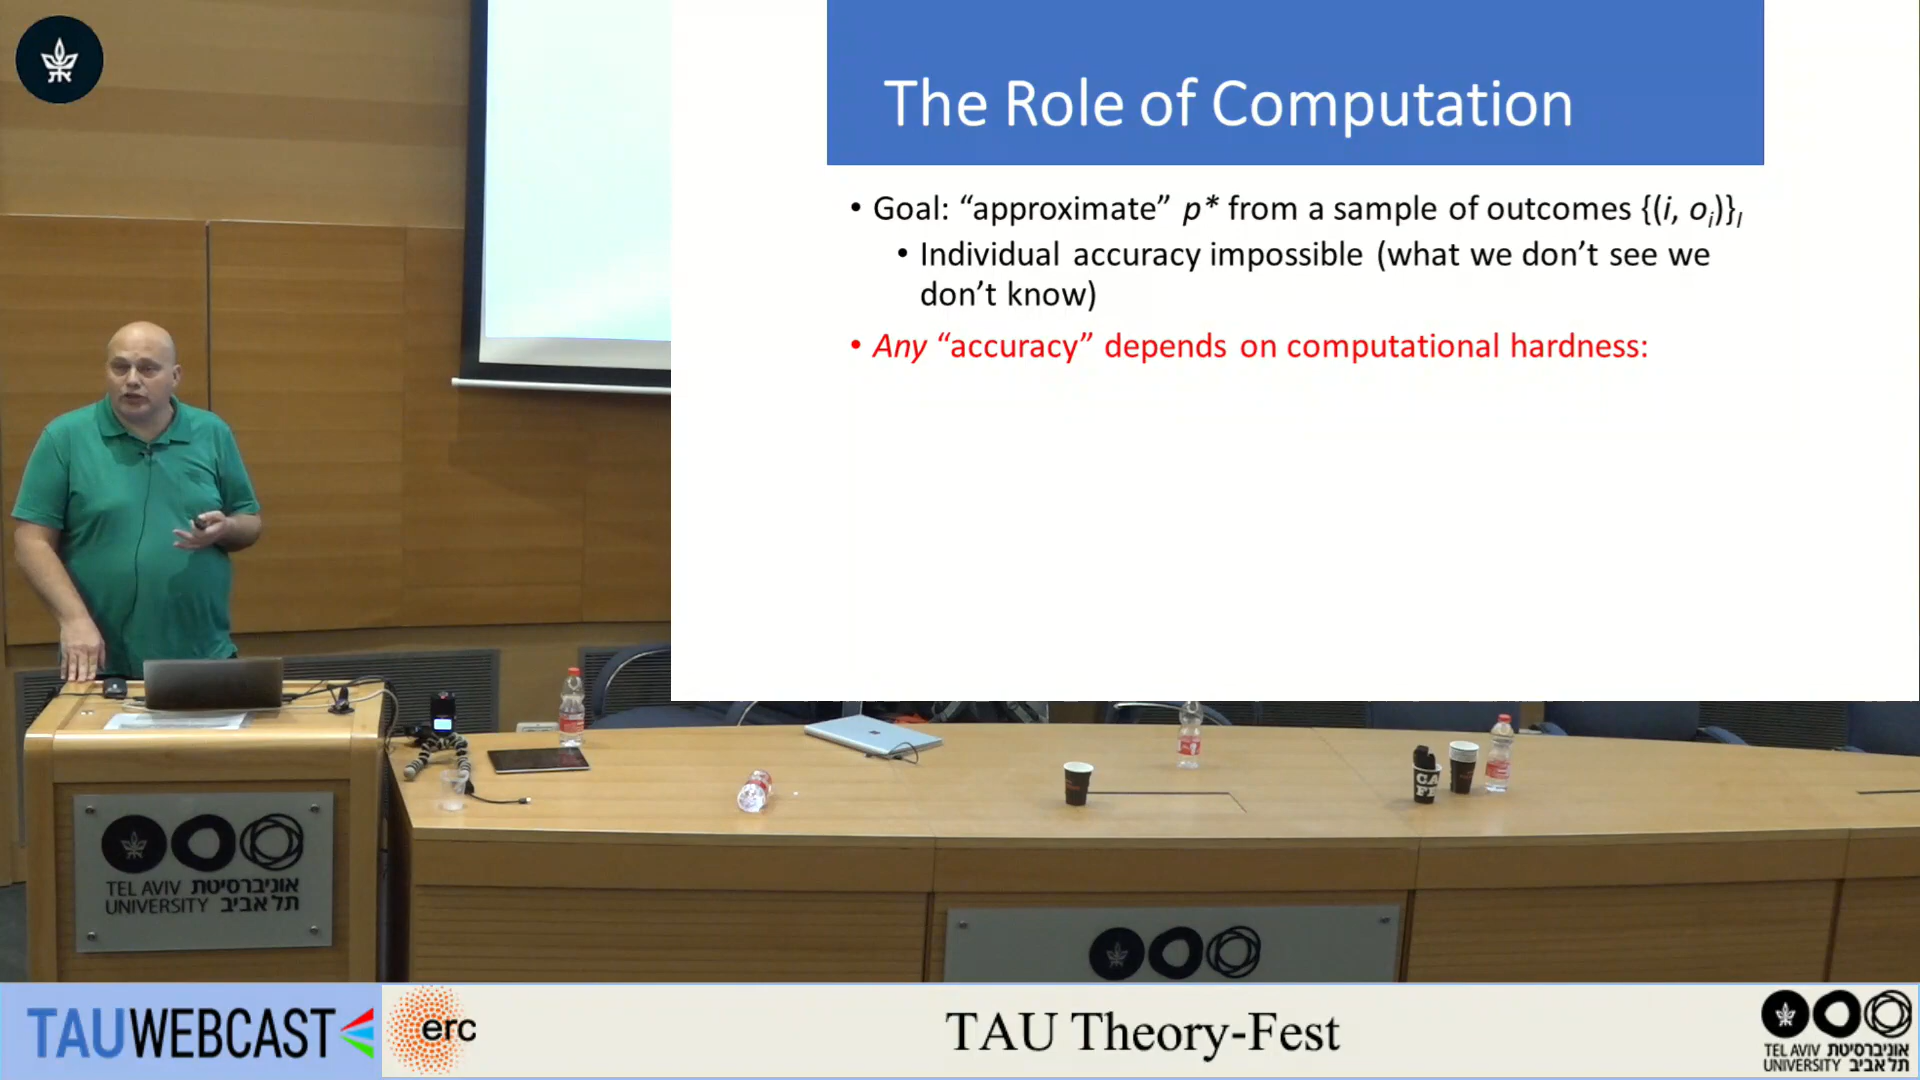 The Role of Computation
• Goal: “approximate” p* from a sample of outcomes {(i, oᵢ)}ₗ
• Individual accuracy impossible (what we don’t see we
don’t know)
• Any “accuracy” depends on computational hardness:
TEL AVIV אוניברסיטת
UNIVERSITY תל אביב
CA
FE
TAUWEBCAST
erc
TAU Theory-Fest
TEL AVIV אוניברסיטת
UNIVERSITY תל אביב